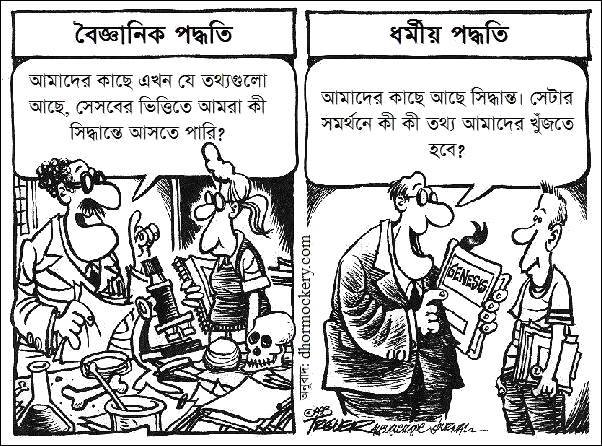 বৈজ্ঞানিক পদ্ধতি
আমাদের কাছে এখন যে তথ্যগুলো
আছে, সেসবের ভিত্তিতে আমরা কী
সিদ্ধান্তে আসতে পারি?
ধর্মীয় পদ্ধতি
আমাদের কাছে আছে সিদ্ধান্ত। সেটার
সমর্থনে কী কী তথ্য আমাদের খুঁজতে
হবে?
GENESIS
অনুবাদ: dhormockery.com